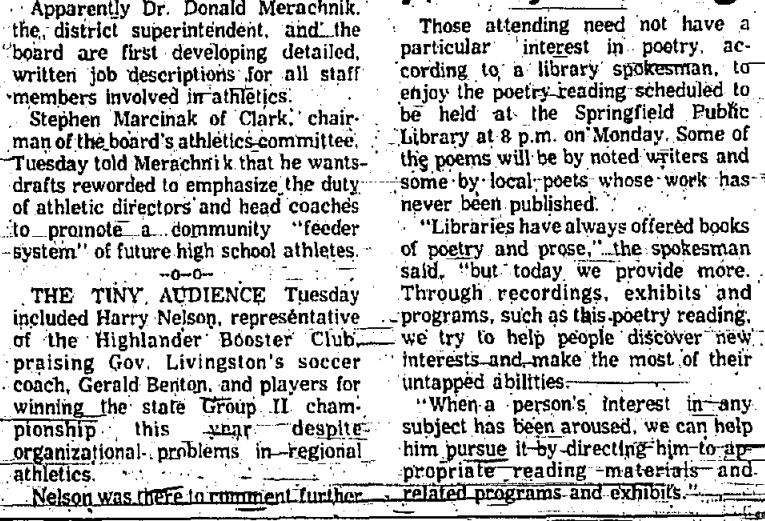 Apparently Dr. Donald Merachnik,
the district superintendent, and the
board are first developing detailed,
written job descriptions for all staff
members involved in athletics.
Stephen Marcinak of Clark, chair-
man of the board's athletics committee,
Tuesday told Merachnik that he wants
drafts reworded to emphasize the duty
of athletic directors and head coaches
to promote a community "feeder
system" of future high school athletes.
--o--o--
THE TINY AUDIENCE Tuesday
included Harry Nelson, representative
of the Highlander Booster Club,
praising Gov. Livingston's soccer
coach, Gerald Benton, and players for
winning the state Group II cham-
pionship this year despite
organizational problems in regional
athletics.
Nelson was there to comment further
Those attending need not have a
particular interest in poetry, ac-
cording to a library spokesman, to
enjoy the poetry reading scheduled to
be held at the Springfield Public
Library at 8 p.m. on Monday. Some of
the poems will be by noted writers and
some by local poets whose work has
never been published.
"Libraries have always offered books
of poetry and prose," the spokesman
said, "but today we provide more.
Through recordings, exhibits and
programs, such as this poetry reading,
we try to help people discover new
interests and make the most of their
untapped abilities.
"When a person's interest in any
subject has been aroused, we can help
him pursue it by directing him to ap-
propriate reading materials and
related programs and exhibits."